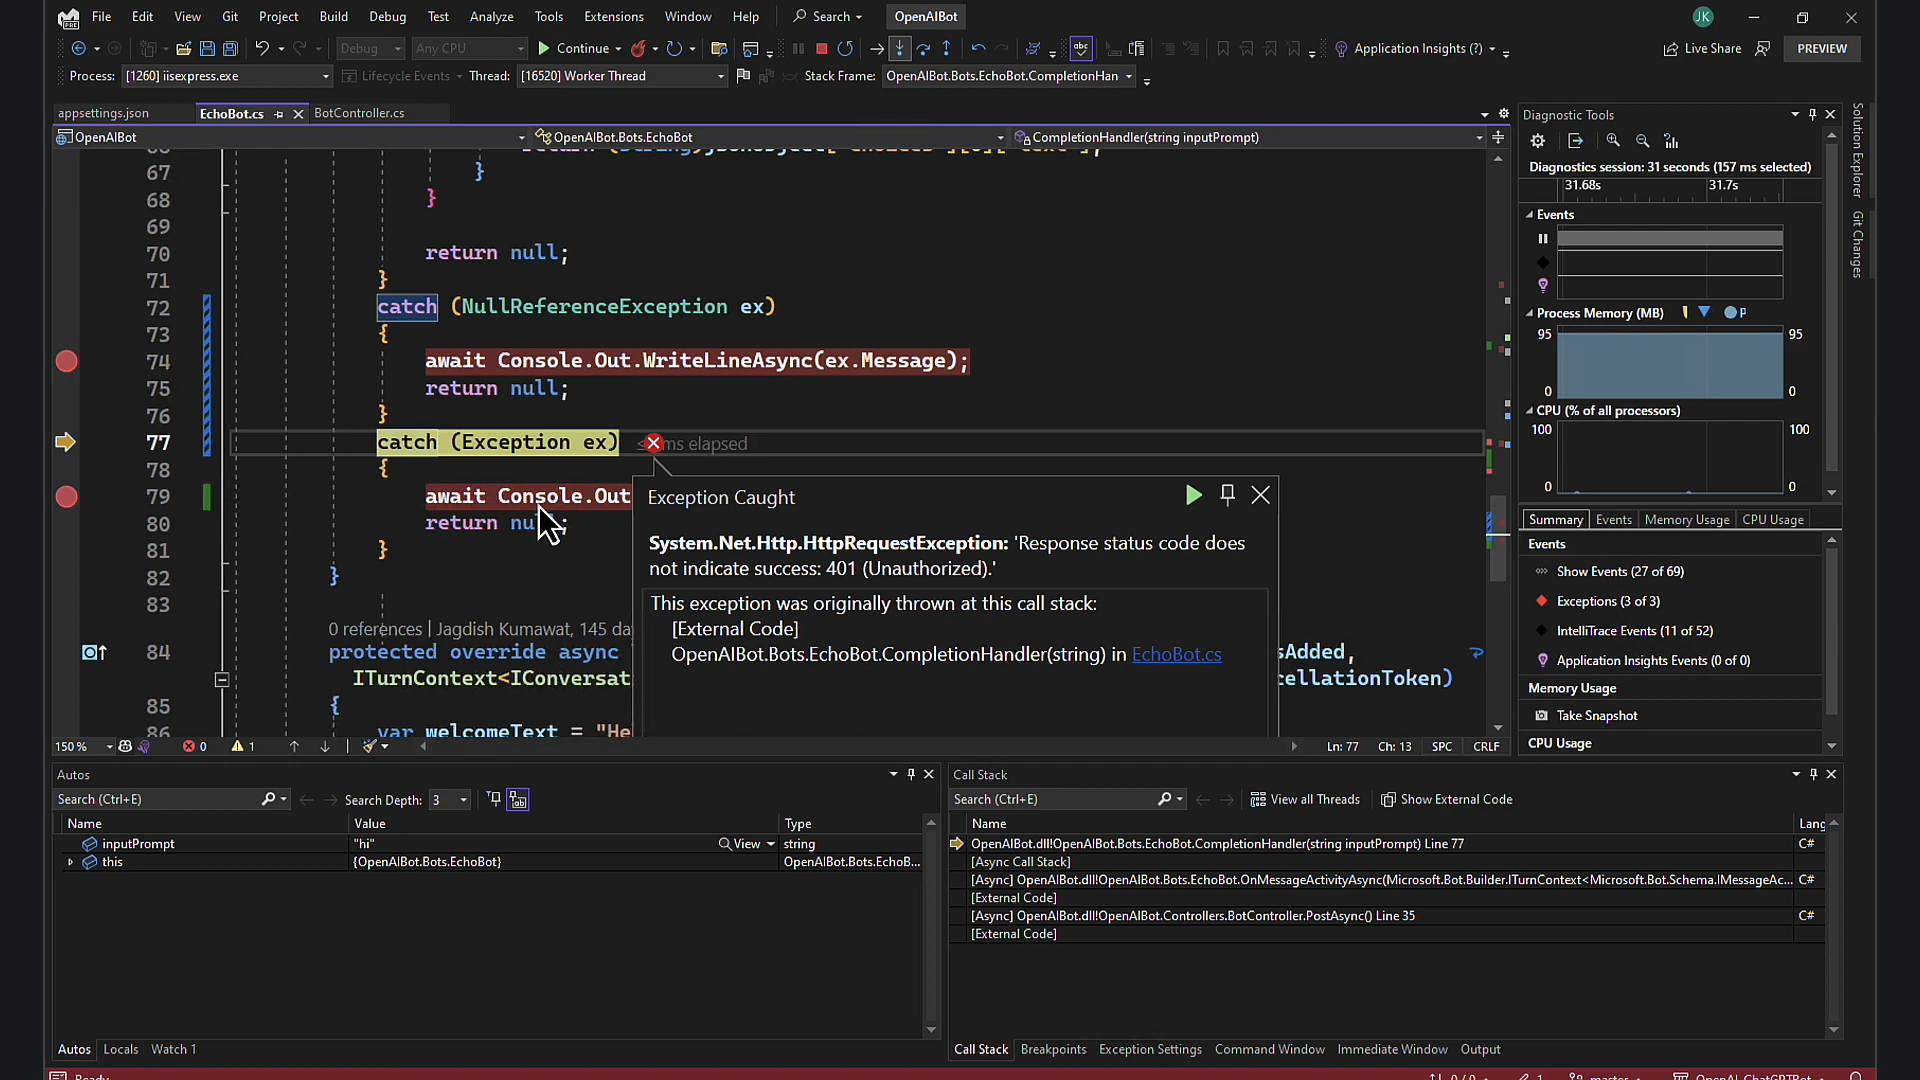 File Edit View Git Project Build Debug Test Analyze Tools Extensions Window Help Search OpenAIBot JK
Debug Any CPU Continue abc Application Insights (?) Live Share PREVIEW
Process: [1260] iisexpress.exe Lifecycle Events Thread: [16520] Worker Thread Stack Frame: OpenAIBot.Bots.EchoBot.CompletionHan
appsettings.json EchoBot.cs BotController.cs
OpenAIBot OpenAIBot.Bots.EchoBot CompletionHandler(string inputPrompt)
67 }
68 }
69
70 return null;
71 }
72 catch (NullReferenceException ex)
73 {
74 await Console.Out.WriteLineAsync(ex.Message);
75 return null;
76 }
77 catch (Exception ex) ms elapsed
78 {
79 await Console.Out
80 return null;
81 }
82 }
83
0 references | Jagdish Kumawat, 145 da
84 protected override async sAdded,
ITurnContext<IConversati cellationToken)
85 {
86 var welcomeText = "He
Exception Caught
System.Net.Http.HttpRequestException: 'Response status code does
not indicate success: 401 (Unauthorized).'
This exception was originally thrown at this call stack:
[External Code]
OpenAIBot.Bots.EchoBot.CompletionHandler(string) in EchoBot.cs
150 % 0 1 Ln: 77 Ch: 13 SPC CRLF
Diagnostic Tools
Diagnostics session: 31 seconds (157 ms selected)
31.68s 31.7s
Events
Process Memory (MB) P
95 95
0 0
CPU (% of all processors)
100 100
0 0
Summary Events Memory Usage CPU Usage
Events
Show Events (27 of 69)
Exceptions (3 of 3)
IntelliTrace Events (11 of 52)
Application Insights Events (0 of 0)
Memory Usage
Take Snapshot
CPU Usage
Solution Explorer
Git Changes
Autos
Search (Ctrl+E) Search Depth: 3
Name Value Type
inputPrompt "hi" View string
this {OpenAIBot.Bots.EchoBot} OpenAIBot.Bots.EchoB...
Autos Locals Watch 1
Call Stack
Search (Ctrl+E) View all Threads Show External Code
Name Lang
OpenAIBot.dll!OpenAIBot.Bots.EchoBot.CompletionHandler(string inputPrompt) Line 77 C#
[Async Call Stack]
[Async] OpenAIBot.dll!OpenAIBot.Bots.EchoBot.OnMessageActivityAsync(Microsoft.Bot.Builder.ITurnContext<Microsoft.Bot.Schema.IMessageAc... C#
[External Code]
[Async] OpenAIBot.dll!OpenAIBot.Controllers.BotController.PostAsync() Line 35 C#
[External Code]
Call Stack Breakpoints Exception Settings Command Window Immediate Window Output
Ready